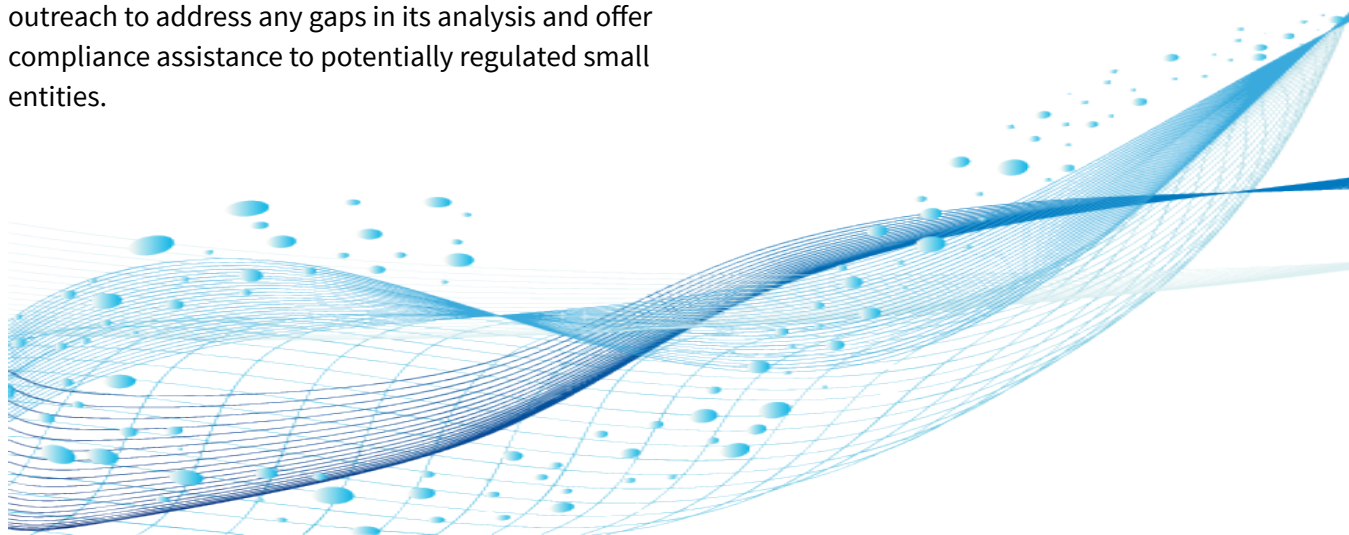 outreach to address any gaps in its analysis and offer
compliance assistance to potentially regulated small
entities.